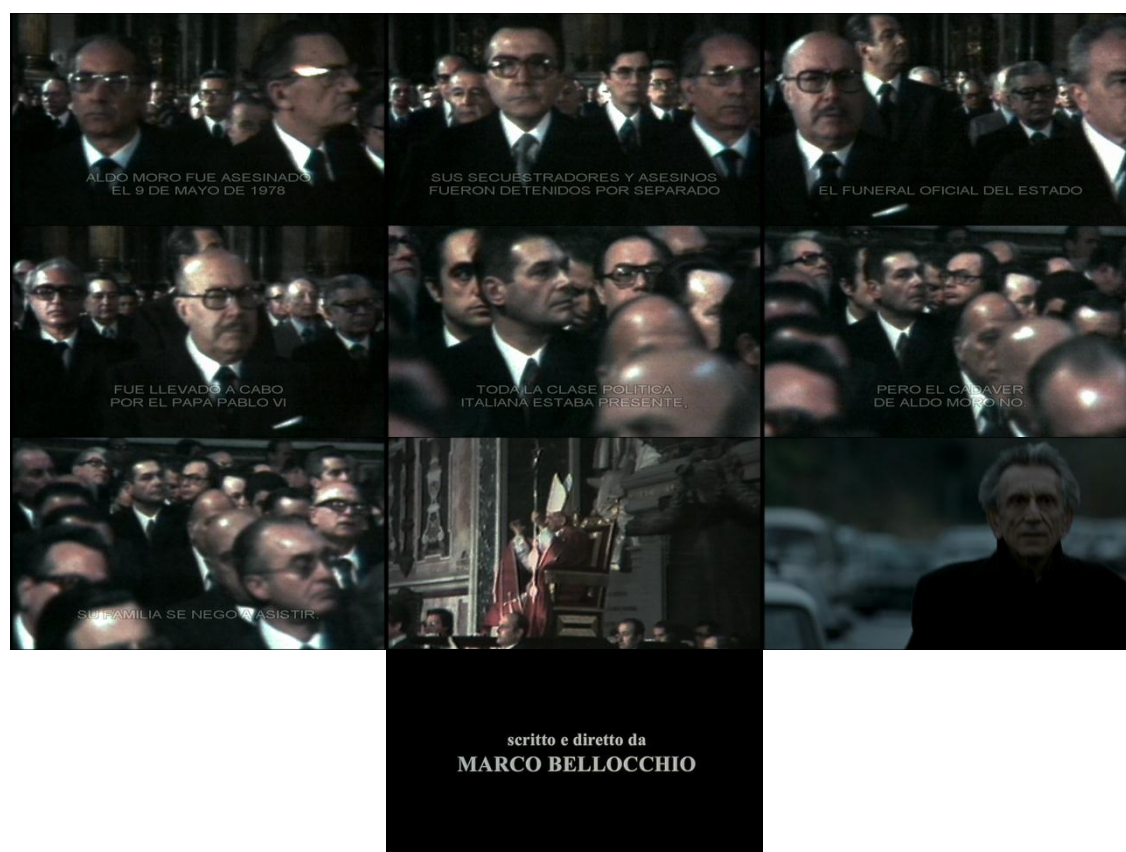 ALDO MORO FUE ASESINADO
EL 9 DE MAYO DE 1978
SUS SECUESTRADORES Y ASESINOS
FUERON DETENIDOS POR SEPARADO
EL FUNERAL OFICIAL DEL ESTADO
FUE LLEVADO A CABO
POR EL PAPA PABLO VI
TODA LA CLASE POLITICA
ITALIANA ESTABA PRESENTE,
PERO EL CADAVER
DE ALDO MORO NO.
SU FAMILIA SE NEGO A ASISTIR.
scritto e diretto da
MARCO BELLOCCHIO